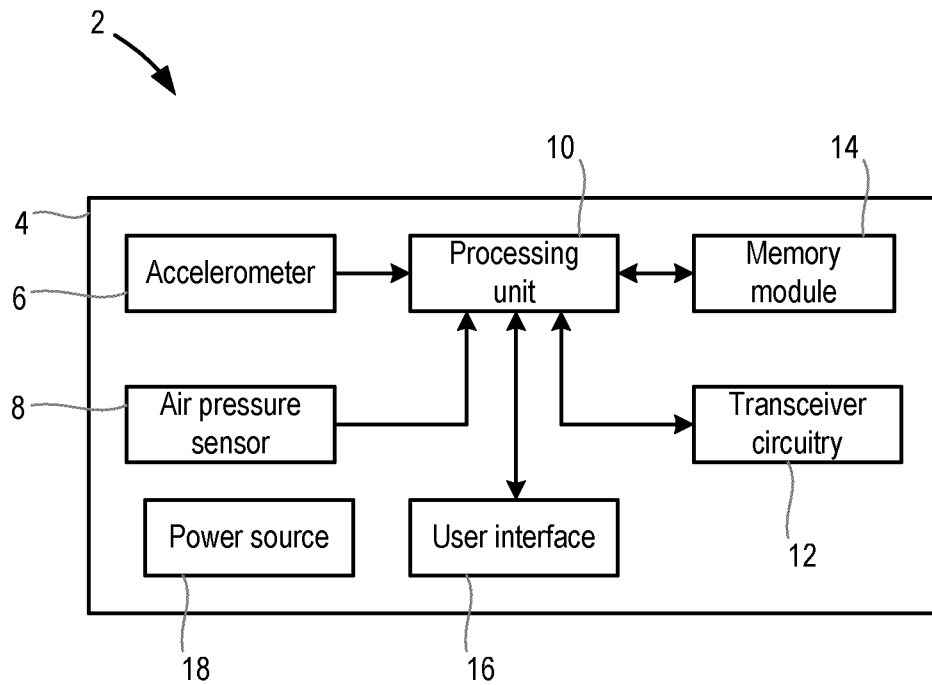 2
10
14
4
Accelerometer
Processing
unit
Memory
module
6
8
Air pressure
sensor
Transceiver
circuitry
Power source
User interface
12
18
16